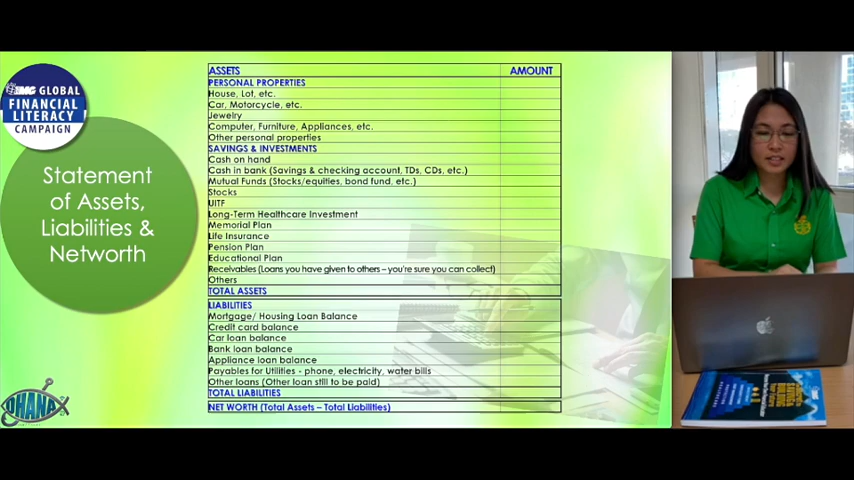 IMG GLOBAL
FINANCIAL
LITERACY
CAMPAIGN
Statement
of Assets,
Liabilities &
Networth
ASSETS AMOUNT
PERSONAL PROPERTIES
House, Lot, etc.
Car, Motorcycle, etc.
Jewelry
Computer, Furniture, Appliances, etc.
Other personal properties
SAVINGS & INVESTMENTS
Cash on hand
Cash in bank (Savings & checking account, TDs, CDs, etc.)
Mutual Funds (Stocks/equities, bond fund, etc.)
Stocks
UITF
Long-Term Healthcare Investment
Memorial Plan
Life Insurance
Pension Plan
Educational Plan
Receivables (Loans you have given to others – you're sure you can collect)
Others
TOTAL ASSETS
LIABILITIES
Mortgage/ Housing Loan Balance
Credit card balance
Car loan balance
Bank loan balance
Appliance loan balance
Payables for Utilities - phone, electricity, water bills
Other loans (Other loan still to be paid)
TOTAL LIABILITIES
NET WORTH (Total Assets – Total Liabilities)
OHANA